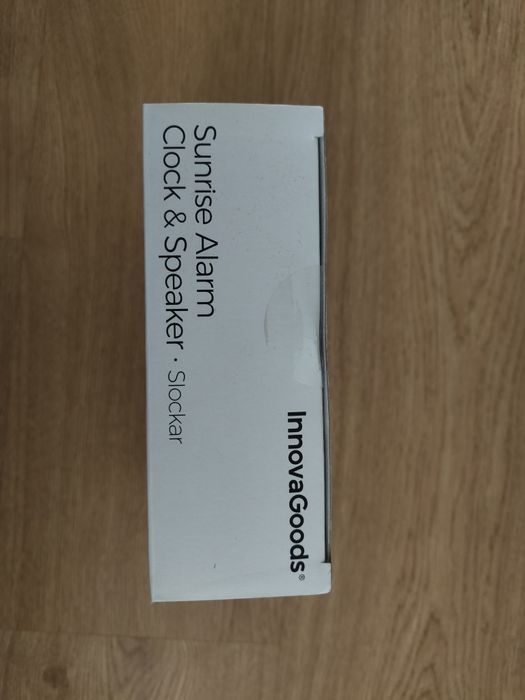 InnovaGoods®
Sunrise Alarm
Clock & Speaker · Slockar